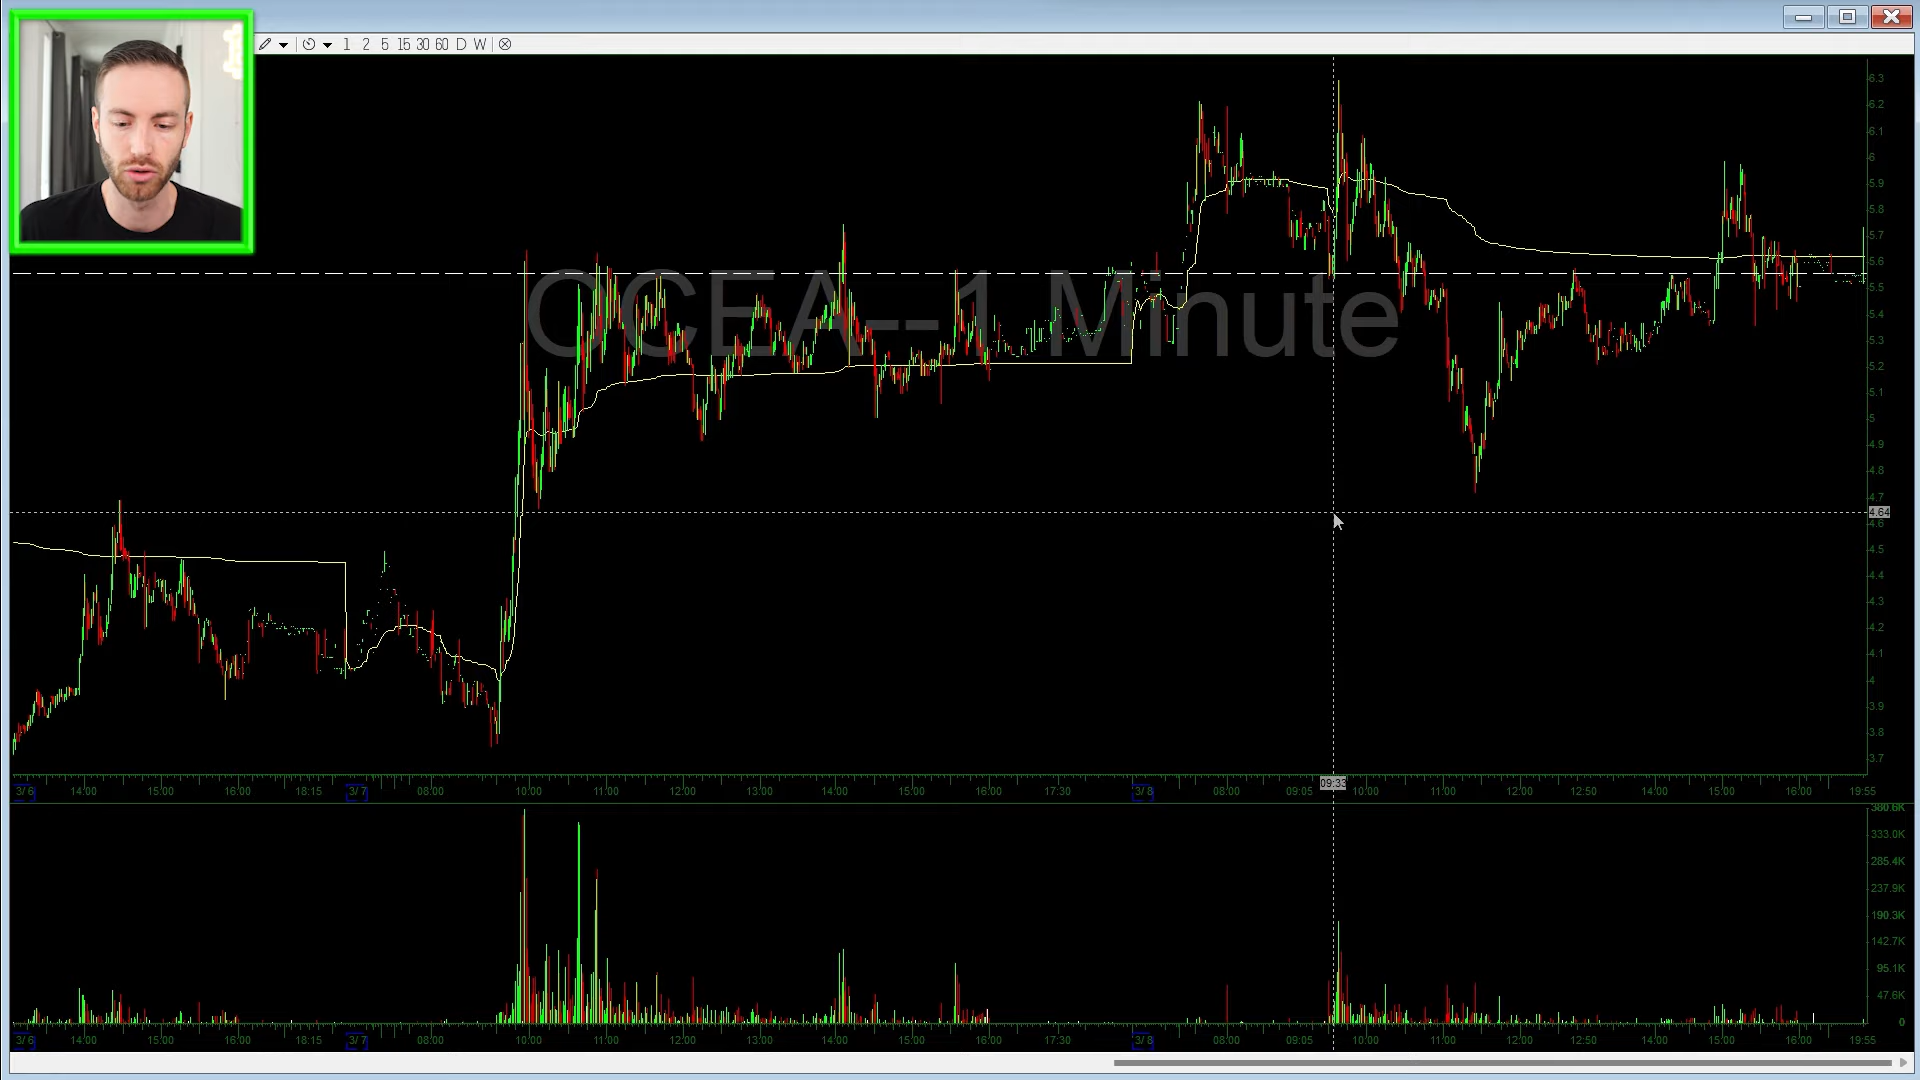 1 2 5 15 30 60 D W
OCEA--1 Minute
6.3
6.2
6.1
6
5.9
5.8
5.7
5.6
5.5
5.4
5.3
5.2
5.1
5
4.9
4.8
4.7
4.64
4.6
4.5
4.4
4.3
4.2
4.1
4
3.9
3.8
3.7
09:33
3/6 14:00 15:00 16:00 18:15 3/7 08:00 10:00 11:00 12:00 13:00 14:00 15:00 16:00 17:30 3/8 08:00 09:05 10:00 11:00 12:00 12:50 14:00 15:00 16:00 19:55
380.6K
333.0K
285.4K
237.9K
190.3K
142.7K
95.1K
47.6K
0
3/6 14:00 15:00 16:00 18:15 3/7 08:00 10:00 11:00 12:00 13:00 14:00 15:00 16:00 17:30 3/8 08:00 09:05 10:00 11:00 12:00 12:50 14:00 15:00 16:00 19:55